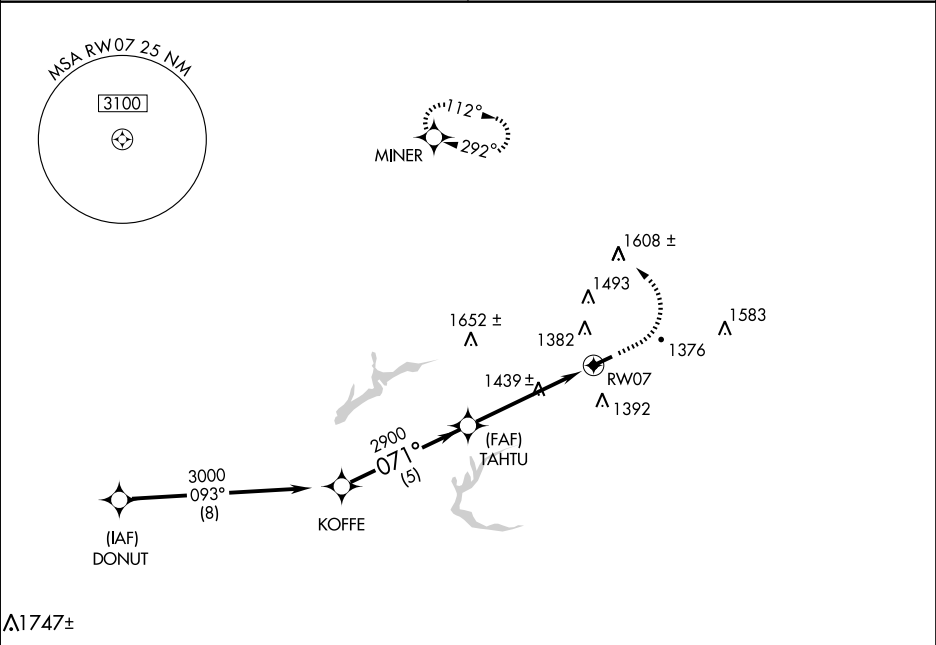 MSA RW07 25 NM
3100
112°
292°
MINER
1608 ±
1493
1652 ±
1382
1583
1376
1439 ±
RW07
1392
2900
071°
(5)
(FAF)
TAHTU
3000
093°
(8)
KOFFE
(IAF)
DONUT
1747±